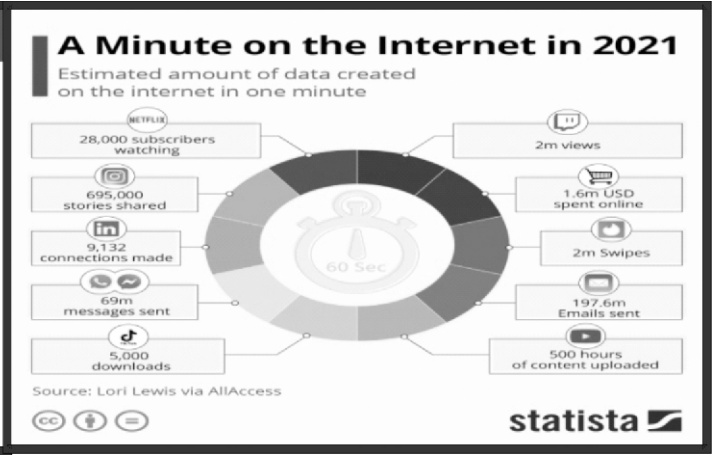 A Minute on the Internet in 2021
Estimated amount of data created
on the internet in one minute
NETFLIX
28,000 subscribers
watching
2m views
695,000
stories shared
1.6m USD
spent online
in
9,132
connections made
2m Swipes
60 Sec
69m
messages sent
197.6m
Emails sent
5,000
downloads
500 hours
of content uploaded
Source: Lori Lewis via AllAccess
cc
statista